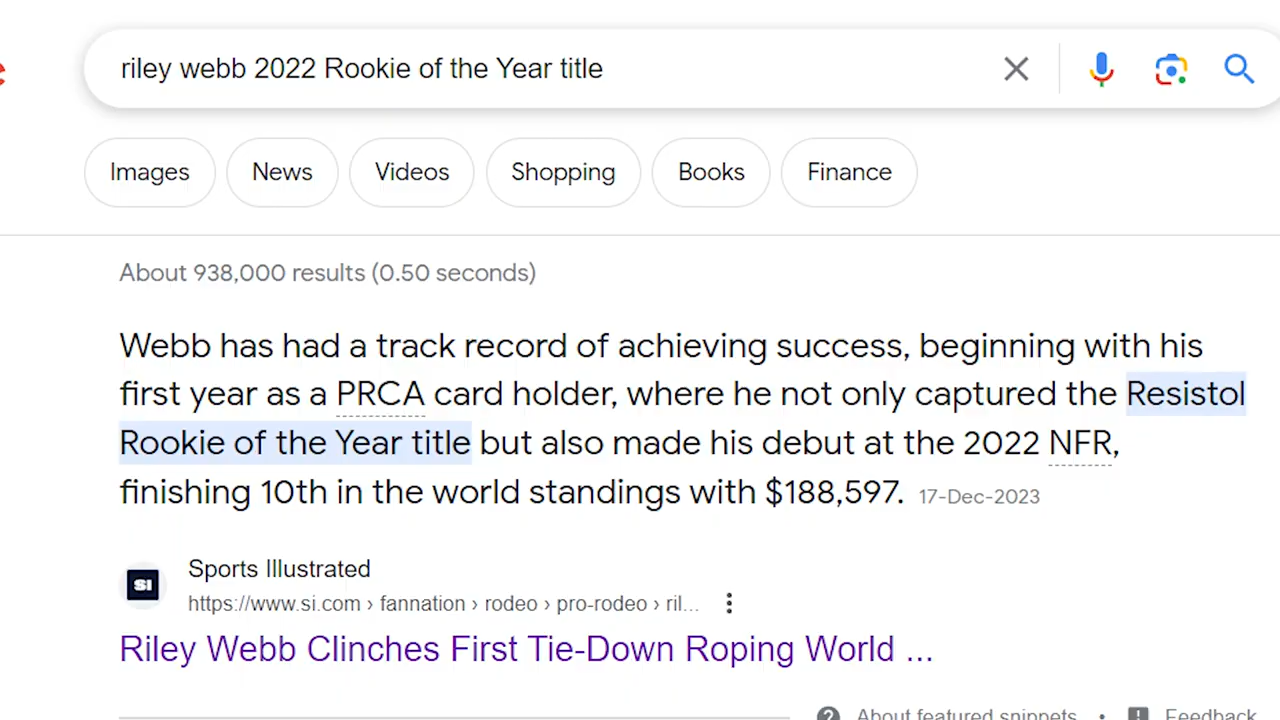 riley webb 2022 Rookie of the Year title
Images News Videos Shopping Books Finance
About 938,000 results (0.50 seconds)
Webb has had a track record of achieving success, beginning with his
first year as a PRCA card holder, where he not only captured the Resistol
Rookie of the Year title but also made his debut at the 2022 NFR,
finishing 10th in the world standings with $188,597. 17-Dec-2023
SI
Sports Illustrated
https://www.si.com › fannation › rodeo › pro-rodeo › ril...
Riley Webb Clinches First Tie-Down Roping World ...
About featured snippets • Feedback